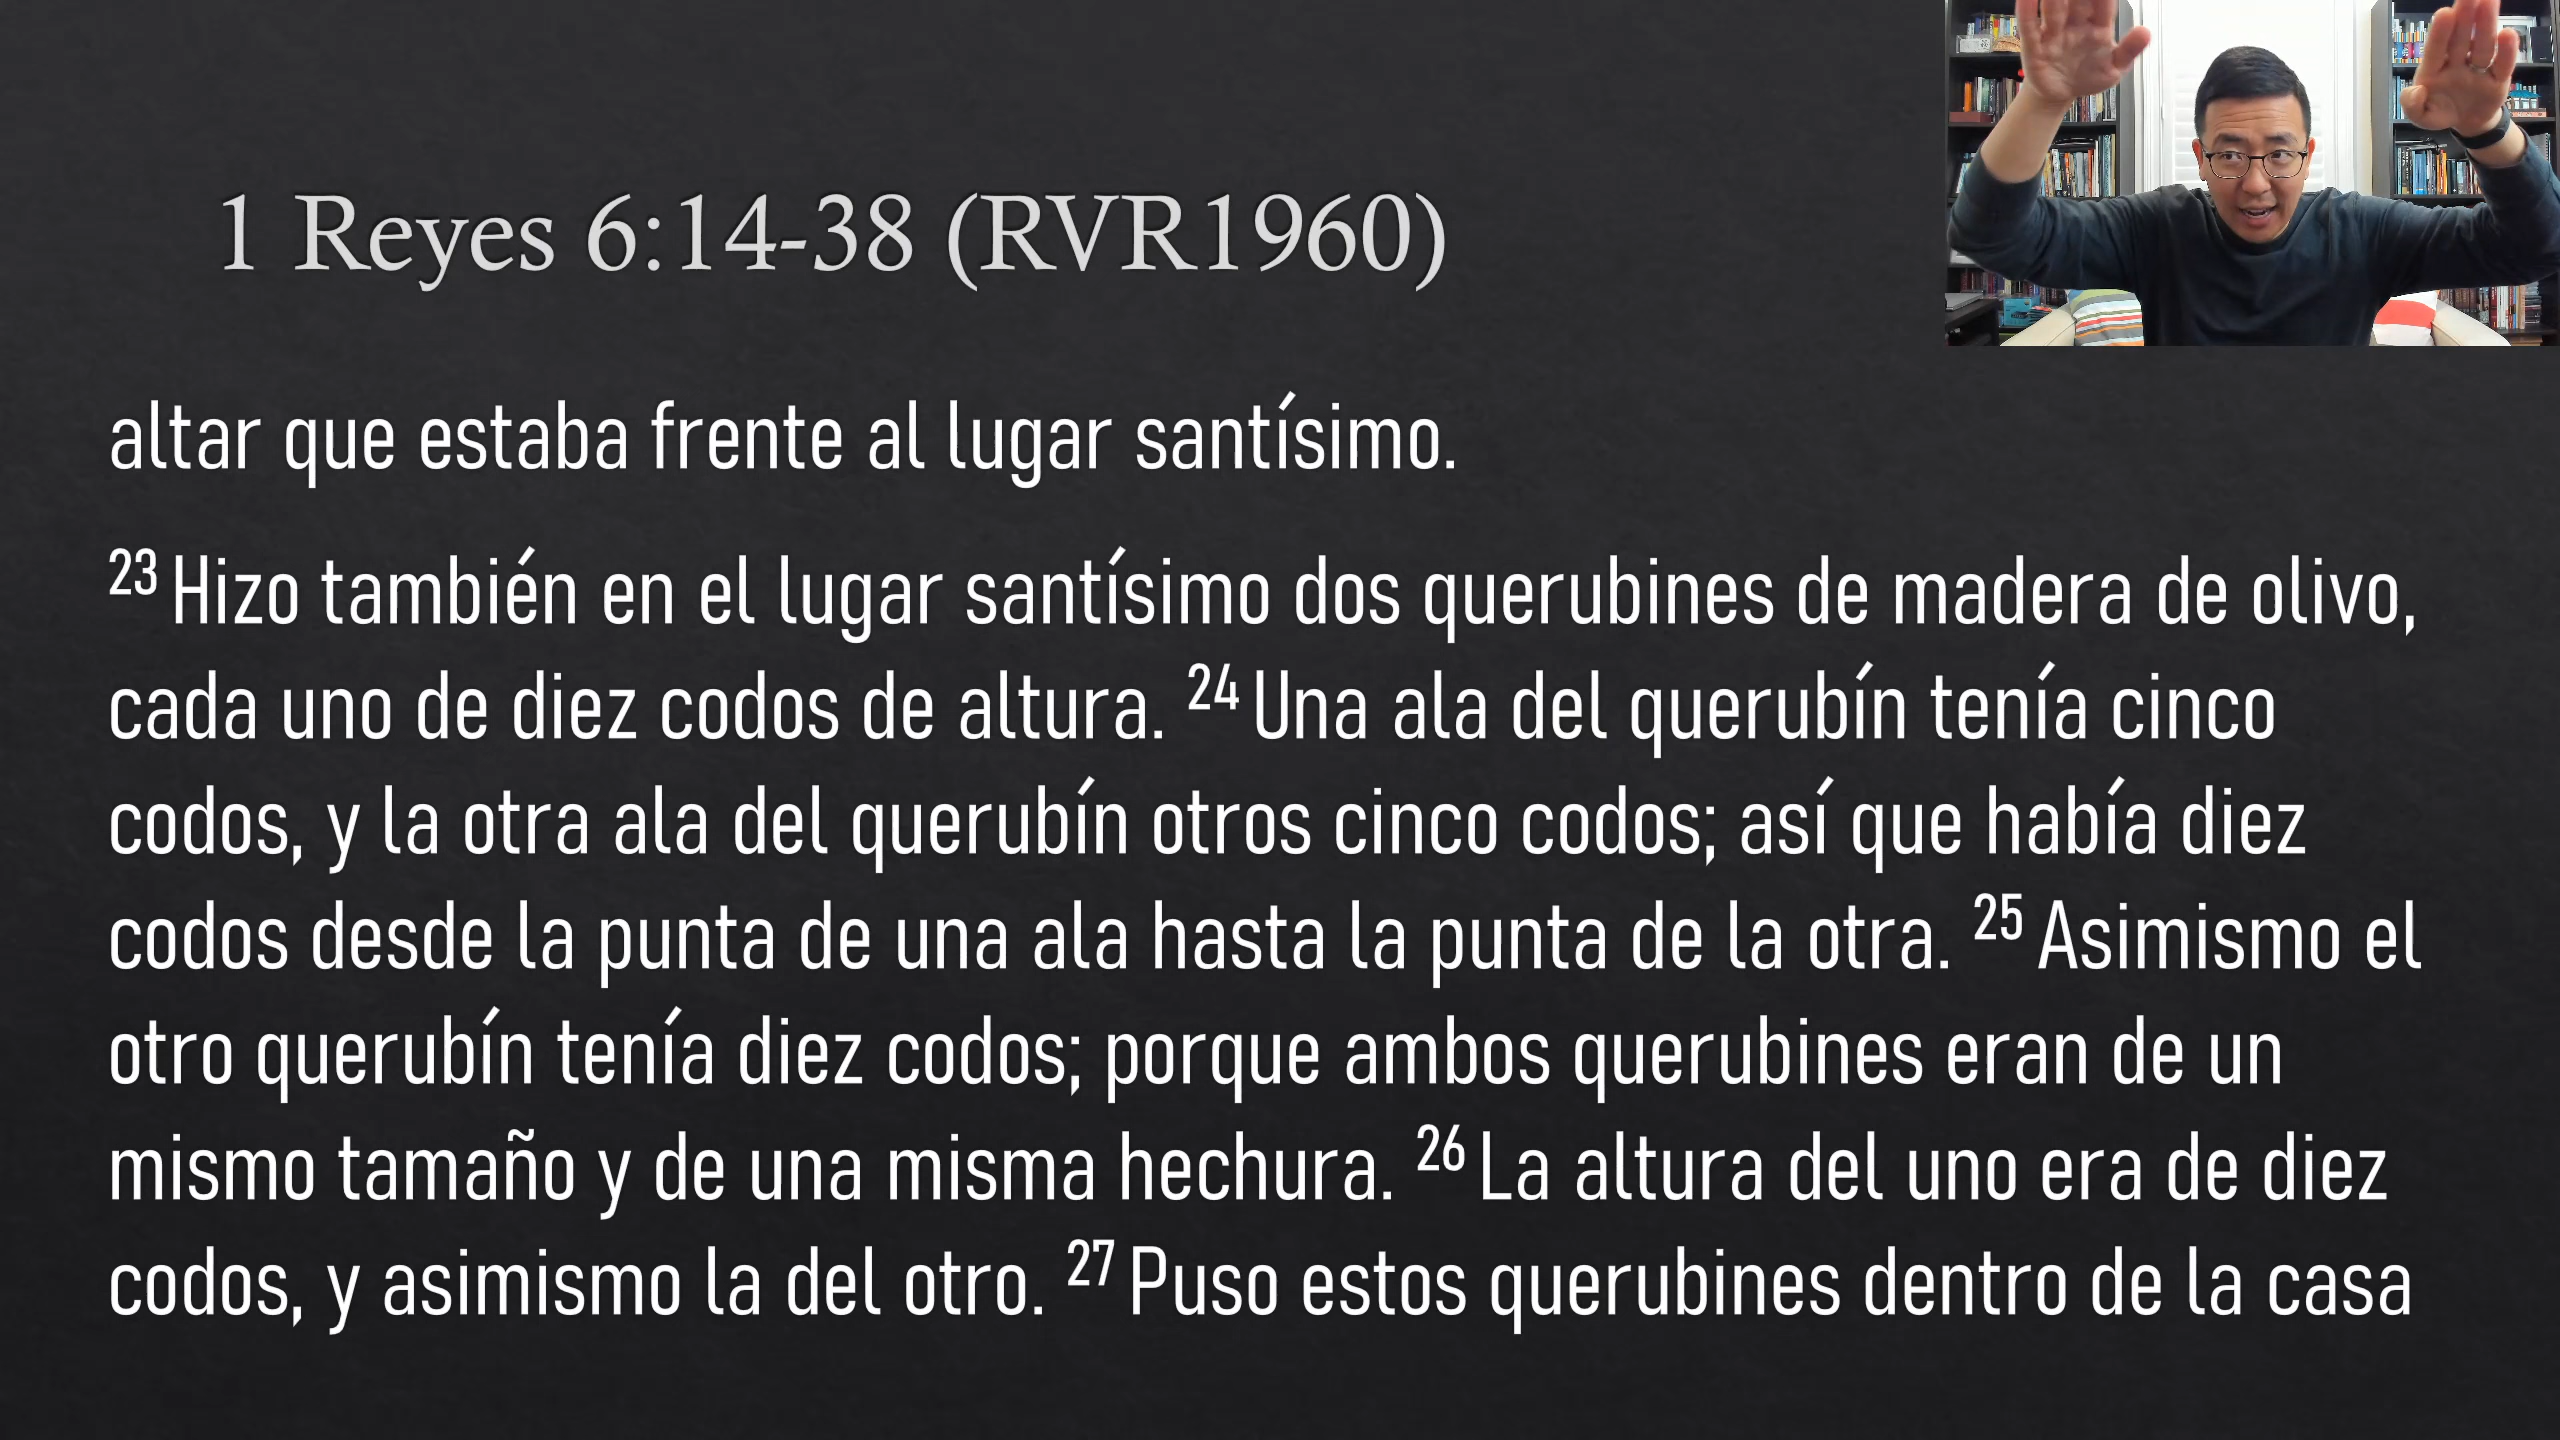 1 Reyes 6:14-38 (RVR1960)
altar que estaba frente al lugar santísimo.
23 Hizo también en el lugar santísimo dos querubines de madera de olivo,
cada uno de diez codos de altura. 24 Una ala del querubín tenía cinco
codos, y la otra ala del querubín otros cinco codos; así que había diez
codos desde la punta de una ala hasta la punta de la otra. 25 Asimismo el
otro querubín tenía diez codos; porque ambos querubines eran de un
mismo tamaño y de una misma hechura. 26 La altura del uno era de diez
codos, y asimismo la del otro. 27 Puso estos querubines dentro de la casa